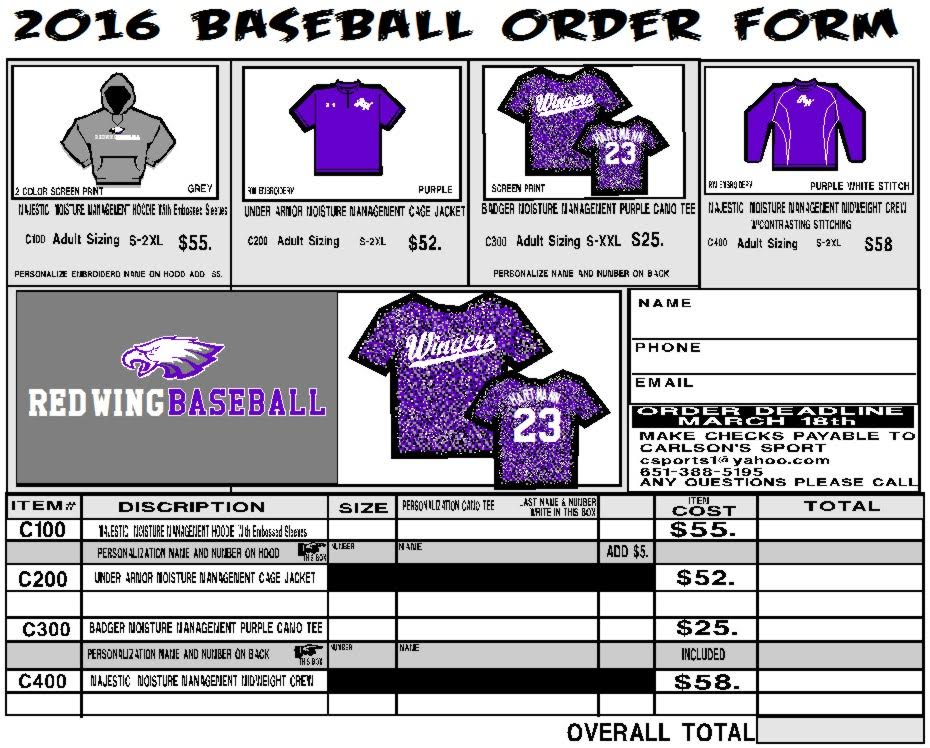 2016 BASEBALL ORDER FORM
REDWINGBASEBALL
2 COLOR SCREEN PRINT GREY
MAJESTIC MOISTURE MANAGEMENT HOODIE With Embossed Sleeves
C100 Adult Sizing S-2XL $55.
PERSONALIZE EMBROIDERD NAME ON HOOD ADD $5.
RW
RW EMBROIDERY PURPLE
UNDER ARMOR MOISTURE MANAGEMENT CAGE JACKET
C200 Adult Sizing S-2XL $52.
Wingers
HARTMANN
23
SCREEN PRINT
BADGER MOISTURE MANAGEMENT PURPLE CAMO TEE
C300 Adult Sizing S-XXL $25.
PERSONALIZE NAME AND NUMBER ON BACK
RW
RW EMBROIDERY PURPLE WHITE STITCH
MAJESTIC MOISTURE MANAGEMENT MIDWEIGHT CREW
W/CONTRASTING STITCHING
C400 Adult Sizing S-2XL $58
RED WING BASEBALL
Wingers
HARTMANN
23
NAME
PHONE
EMAIL
ORDER DEADLINE
MARCH 18th
MAKE CHECKS PAYABLE TO
CARLSON'S SPORT
csports1@yahoo.com
651-388-5195
ANY QUESTIONS PLEASE CALL
ITEM# DISCRIPTION SIZE PERSONALIZATION CAMO TEE LAST NAME & NUMBER WRITE IN THIS BOX ITEM COST TOTAL
C100 MAJESTIC MOISTURE MANAGEMENT HOODIE With Embossed Sleeves $55.
PERSONALIZATION NAME AND NUMBER ON HOOD THIS BOX NUMBER NAME ADD $5.
C200 UNDER ARMOR MOISTURE MANAGEMENT CAGE JACKET $52.
C300 BADGER MOISTURE MANAGEMENT PURPLE CAMO TEE $25.
PERSONALIZATION NAME AND NUMBER ON BACK THIS BOX NUMBER NAME INCLUDED
C400 MAJESTIC MOISTURE MANAGEMENT MIDWEIGHT CREW $58.
OVERALL TOTAL